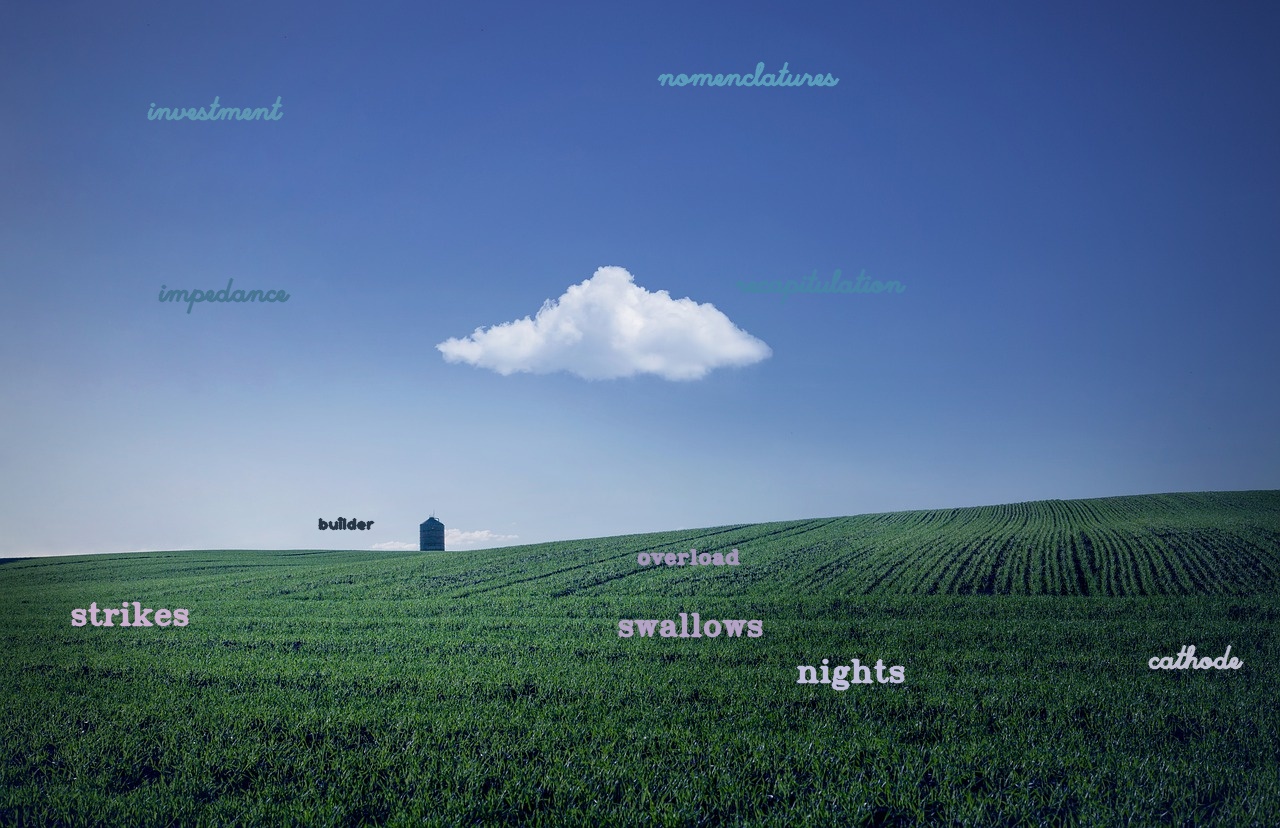 nomenclatures
investment
impedance
builder
overload
strikes
swallows
cathode
nights